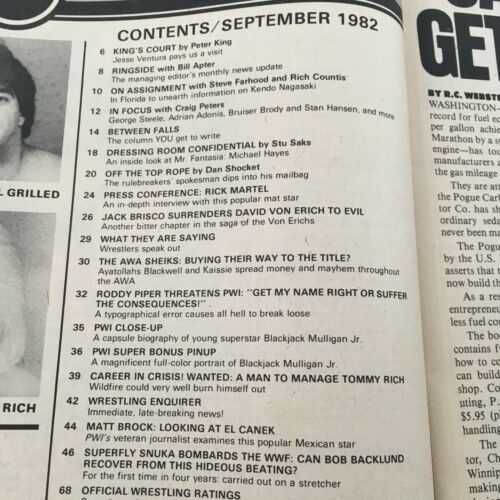 CONTENTS/SEPTEMBER 1982
6 KING'S COURT by Peter King
Jesse Ventura pays us a visit
8 RINGSIDE with Bill Apter
The managing editor's monthly news update
10 ON ASSIGNMENT with Steve Farhood and Rich Countis
In Florida to unearth information on Kendo Nagasaki
12 IN FOCUS with Craig Peters
George Steele, Adrian Adonis, Bruiser Brody and Stan Hansen, and more
14 BETWEEN FALLS
The column YOU get to write
18 DRESSING ROOM CONFIDENTIAL by Stu Saks
An inside look at Mr. Fantasia: Michael Hayes
20 OFF THE TOP ROPE by Dan Shocket
The rulebreakers' spokesman dips into his mailbag
24 PRESS CONFERENCE: RICK MARTEL
An in-depth interview with this popular mat star
26 JACK BRISCO SURRENDERS DAVID VON ERICH TO EVIL
Another bitter chapter in the saga of the Von Erichs
29 WHAT THEY ARE SAYING
Wrestlers speak out
30 THE AWA SHEIKS: BUYING THEIR WAY TO THE TITLE?
Ayatollahs Blackwell and Kaissie spread money and mayhem throughout
the AWA
32 RODDY PIPER THREATENS PWI: "GET MY NAME RIGHT OR SUFFER
THE CONSEQUENCES!".
A typographical error causes all hell to break loose
35 PWI CLOSE-UP
A capsule biography of young superstar Blackjack Mulligan Jr.
36 PWI SUPER BONUS PINUP
A magnificent full-color portrait of Blackjack Mulligan Jr.
39 CAREER IN CRISIS! WANTED: A MAN TO MANAGE TOMMY RICH
Wildfire could very well burn himself out
42 WRESTLING ENQUIRER
Immediate, late-breaking news!
44 MATT BROCK: LOOKING AT EL CANEK
PWI's veteran journalist examines this popular Mexican star
46 SUPERFLY SNUKA BOMBARDS THE WWF: CAN BOB BACKLUND
RECOVER FROM THIS HIDEOUS BEATING?
For the first time in four years: carried out on a stretcher
68 OFFICIAL WRESTLING RATINGS
GRILLED
RICH
GE
BY R.C. WEBST
WASHINGTON
record for fuel ec
per gallon achiev
Marathon by a st
engine—has tou
manufacturers
the gas mileage
They are at
the Pogue Carl
tor Co. has sho
ordinary seda
never been ma
The Pogu
by the U.S.
asserts that
now build th
As a re
entrepreneu
less fuel cor
The boo
contains fu
how to co
can build
shop. Co
uting, P.
$5.95 (pl
handling
The
tor, Ch
Winnip